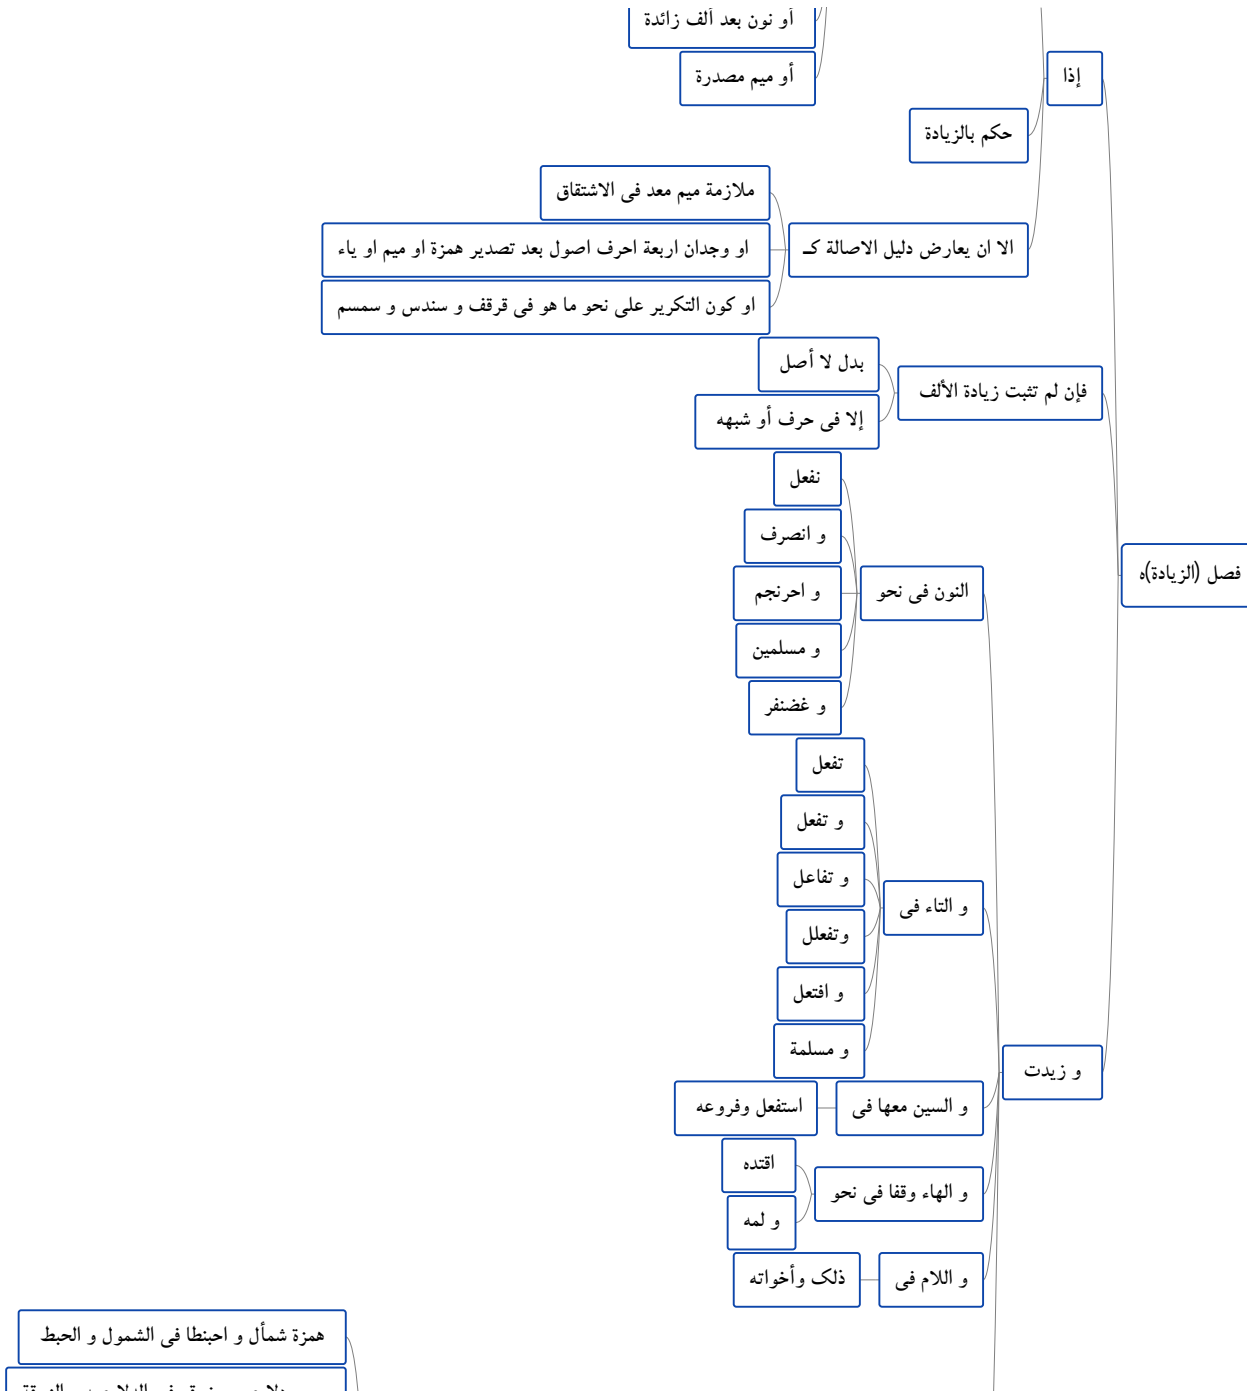 فصل (الزيادة)ه
إذا
أو نون بعد ألف زائدة
أو ميم مصدرة
حكم بالزيادة
الا ان يعارض دليل الاصالة كـ
ملازمة ميم معد فى الاشتقاق
او وجدان اربعة احرف اصول بعد تصدير همزة او ميم او ياء
او كون التكرير على نحو ما هو فى قرقف و سندس و سمسم
فإن لم تثبت زيادة الألف
بدل لا أصل
إلا فى حرف أو شبهه
و زيدت
النون فى نحو
نفعل
و انصرف
و احرنجم
و مسلمين
و غضنفر
و التاء فى
تفعل
و تفعل
و تفاعل
وتفعلل
و افتعل
و مسلمة
و السين معها فى
استفعل وفروعه
و الهاء وقفا فى نحو
اقتده
و لمه
و اللام فى
ذلک وأخواته
همزة شمأل و احبنطا فى الشمول و الحبط